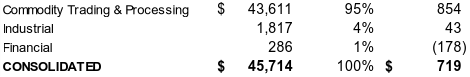 Commodity Trading & Processing $ 43,611 95% 854
Industrial 1,817 4% 43
Financial 286 1% (178)
CONSOLIDATED $ 45,714 100% $ 719